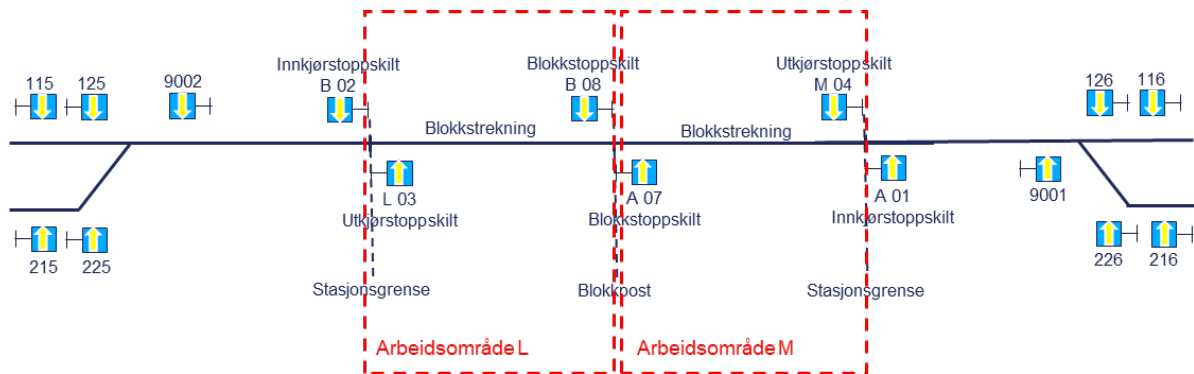 Innkjørstoppskilt
B 02
Blokkstoppskilt
B 08
Utkjørstoppskilt
M 04
115
125
9002
126
116
Blokkstrekning
Blokkstrekning
L 03
Utkjørstoppskilt
A 07
Blokkstoppskilt
A 01
Innkjørstoppskilt
9001
215
225
226
216
Stasjonsgrense
Blokkpost
Stasjonsgrense
Arbeidsområde L
Arbeidsområde M